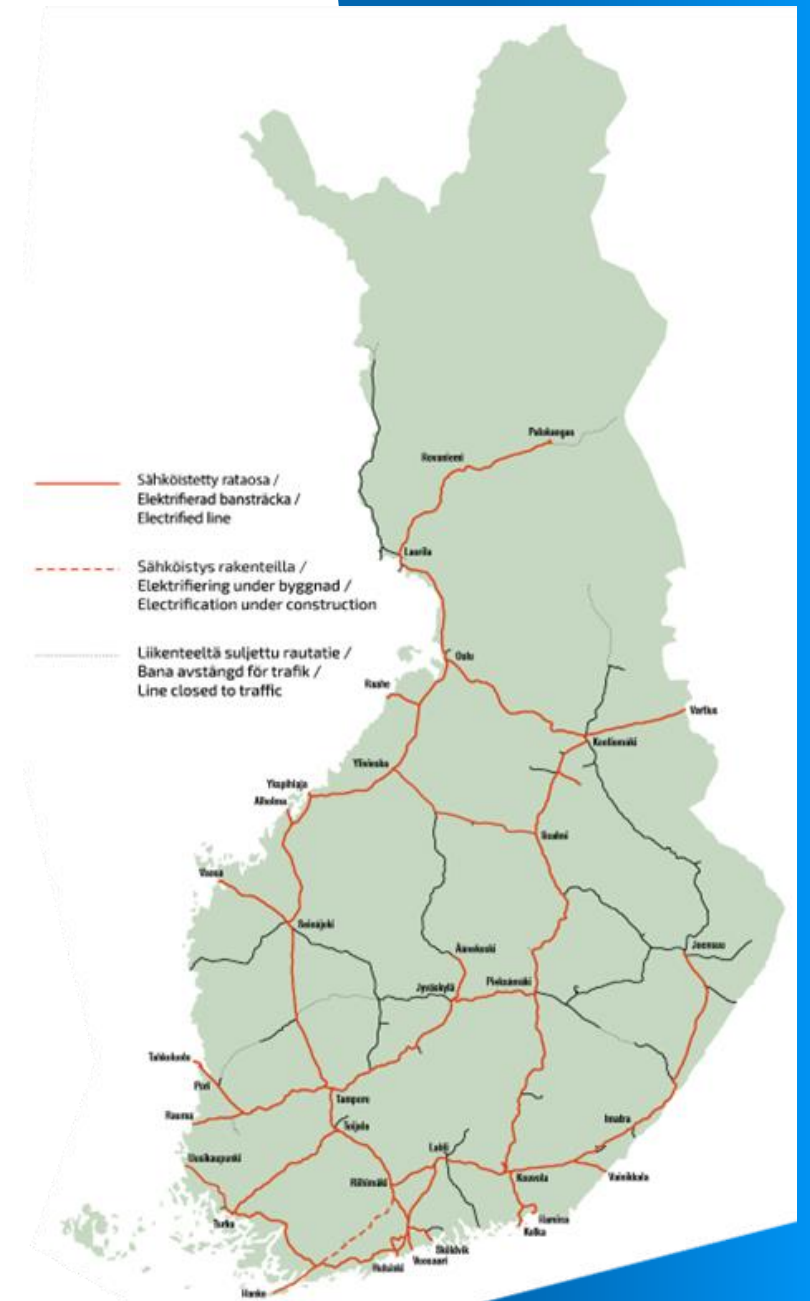 Patokangas
Rovaniemi
Sähköistetty rataosa /
Elektrifierad bansträcka /
Electrified line
Laurila
Sähköistys rakenteilla /
Elektrifiering under byggnad /
Electrification under construction
Liikenteeltä suljettu rautatie /
Bana avstängd för trafik /
Line closed to traffic
Oulu
Raahe
Vartius
Kontiomäki
Ylivieska
Alholma
Iisalmi
Vaasa
Seinäjoki
Äänekoski
Joensuu
Pieksämäki
Jyväskylä
Tahkoluoto
Pori
Tampere
Rauma
Imatra
Toijala
Lahti
Uusikaupunki
Vainikkala
Kouvola
Riihimäki
Hamina
Turku
Kotka
Sköldvik
Vuosaari
Helsinki
Hanko